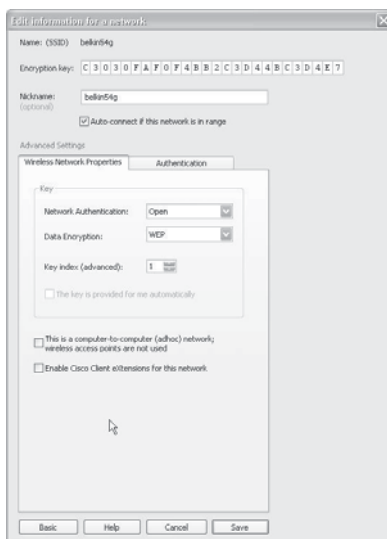 Edit information for a network
Name: (SSID) belkin54g
Encryption key: C 3 0 3 0 F A F 0 F 4 B B 2 C 3 D 4 4 B C 3 D 4 E 7
Nickname: belkin54g
(optional)
Auto-connect if this network is in range
Advanced Settings
Wireless Network Properties Authentication
Key
Network Authentication: Open
Data Encryption: WEP
Key index (advanced): 1
The key is provided for me automatically
This is a computer-to-computer (adhoc) network;
wireless access points are not used
Enable Cisco Client eXtensions for this network
Basic Help Cancel Save